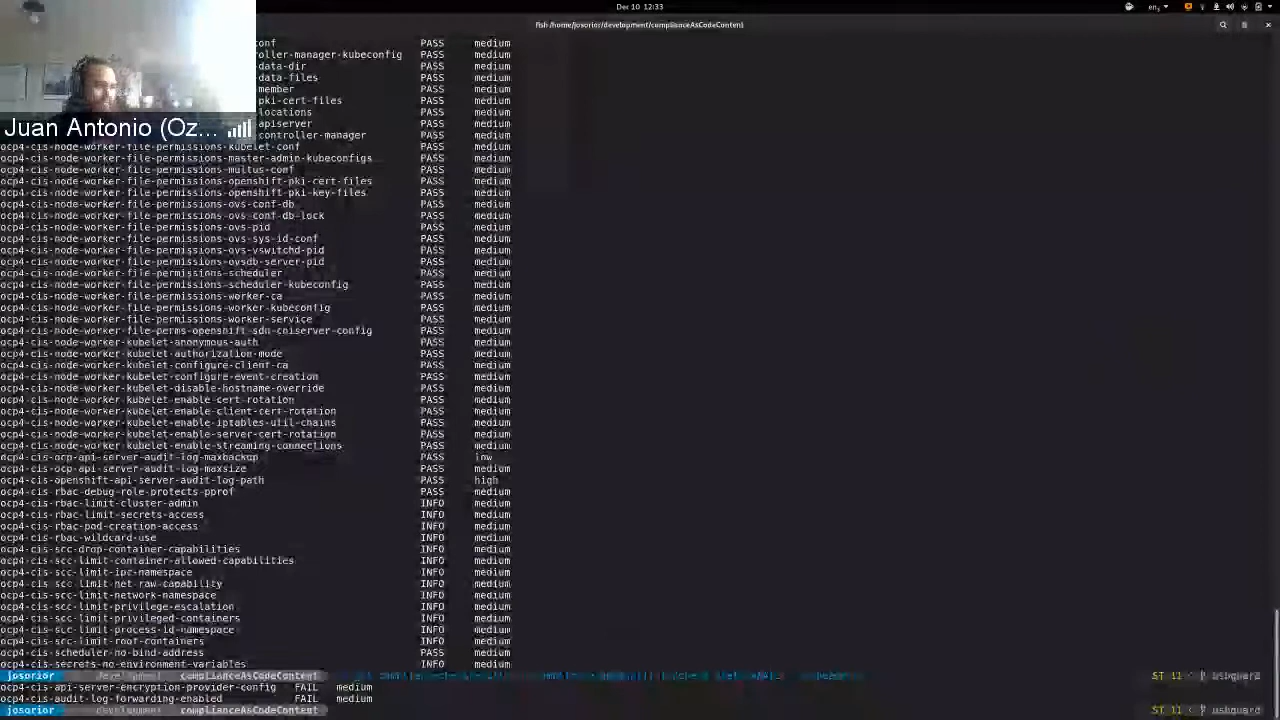 Dec 10 12:33
en
fish /home/josorior/development/complianceAsCodeContent
onf PASS medium
oller-manager-kubeconfig PASS medium
data-dir PASS medium
data-files PASS medium
member PASS medium
pki-cert-files PASS medium
locations PASS medium
apiserver PASS medium
controller-manager PASS medium
Juan Antonio (Oz...
ocp4-cis-node-worker-file-permissions-kubelet-conf PASS medium
ocp4-cis-node-worker-file-permissions-master-admin-kubeconfigs PASS medium
ocp4-cis-node-worker-file-permissions-multus-conf PASS medium
ocp4-cis-node-worker-file-permissions-openshift-pki-cert-files PASS medium
ocp4-cis-node-worker-file-permissions-openshift-pki-key-files PASS medium
ocp4-cis-node-worker-file-permissions-ovs-conf-db PASS medium
ocp4-cis-node-worker-file-permissions-ovs-conf-db-lock PASS medium
ocp4-cis-node-worker-file-permissions-ovs-pid PASS medium
ocp4-cis-node-worker-file-permissions-ovs-sys-id-conf PASS medium
ocp4-cis-node-worker-file-permissions-ovs-vswitchd-pid PASS medium
ocp4-cis-node-worker-file-permissions-ovsdb-server-pid PASS medium
ocp4-cis-node-worker-file-permissions-scheduler PASS medium
ocp4-cis-node-worker-file-permissions-scheduler-kubeconfig PASS medium
ocp4-cis-node-worker-file-permissions-worker-ca PASS medium
ocp4-cis-node-worker-file-permissions-worker-kubeconfig PASS medium
ocp4-cis-node-worker-file-permissions-worker-service PASS medium
ocp4-cis-node-worker-file-perms-openshift-sdn-cniserver-config PASS medium
ocp4-cis-node-worker-kubelet-anonymous-auth PASS medium
ocp4-cis-node-worker-kubelet-authorization-mode PASS medium
ocp4-cis-node-worker-kubelet-configure-client-ca PASS medium
ocp4-cis-node-worker-kubelet-configure-event-creation PASS medium
ocp4-cis-node-worker-kubelet-disable-hostname-override PASS medium
ocp4-cis-node-worker-kubelet-enable-cert-rotation PASS medium
ocp4-cis-node-worker-kubelet-enable-client-cert-rotation PASS medium
ocp4-cis-node-worker-kubelet-enable-iptables-util-chains PASS medium
ocp4-cis-node-worker-kubelet-enable-server-cert-rotation PASS medium
ocp4-cis-node-worker-kubelet-enable-streaming-connections PASS medium
ocp4-cis-ocp-api-server-audit-log-maxbackup PASS low
ocp4-cis-ocp-api-server-audit-log-maxsize PASS medium
ocp4-cis-openshift-api-server-audit-log-path PASS high
ocp4-cis-rbac-debug-role-protects-pprof PASS medium
ocp4-cis-rbac-limit-cluster-admin INFO medium
ocp4-cis-rbac-limit-secrets-access INFO medium
ocp4-cis-rbac-pod-creation-access INFO medium
ocp4-cis-rbac-wildcard-use INFO medium
ocp4-cis-scc-drop-container-capabilities INFO medium
ocp4-cis-scc-limit-container-allowed-capabilities INFO medium
ocp4-cis-scc-limit-ipc-namespace INFO medium
ocp4-cis-scc-limit-net-raw-capability INFO medium
ocp4-cis-scc-limit-network-namespace INFO medium
ocp4-cis-scc-limit-privilege-escalation INFO medium
ocp4-cis-scc-limit-privileged-containers INFO medium
ocp4-cis-scc-limit-process-id-namespace INFO medium
ocp4-cis-scc-limit-root-containers INFO medium
ocp4-cis-scheduler-no-bind-address PASS medium
ocp4-cis-secrets-no-environment-variables INFO medium
josorior development complianceAsCodeContent usbguard
ocp4-cis-api-server-encryption-provider-config FAIL medium
ocp4-cis-audit-log-forwarding-enabled FAIL medium
josorior development complianceAsCodeContent usbguard